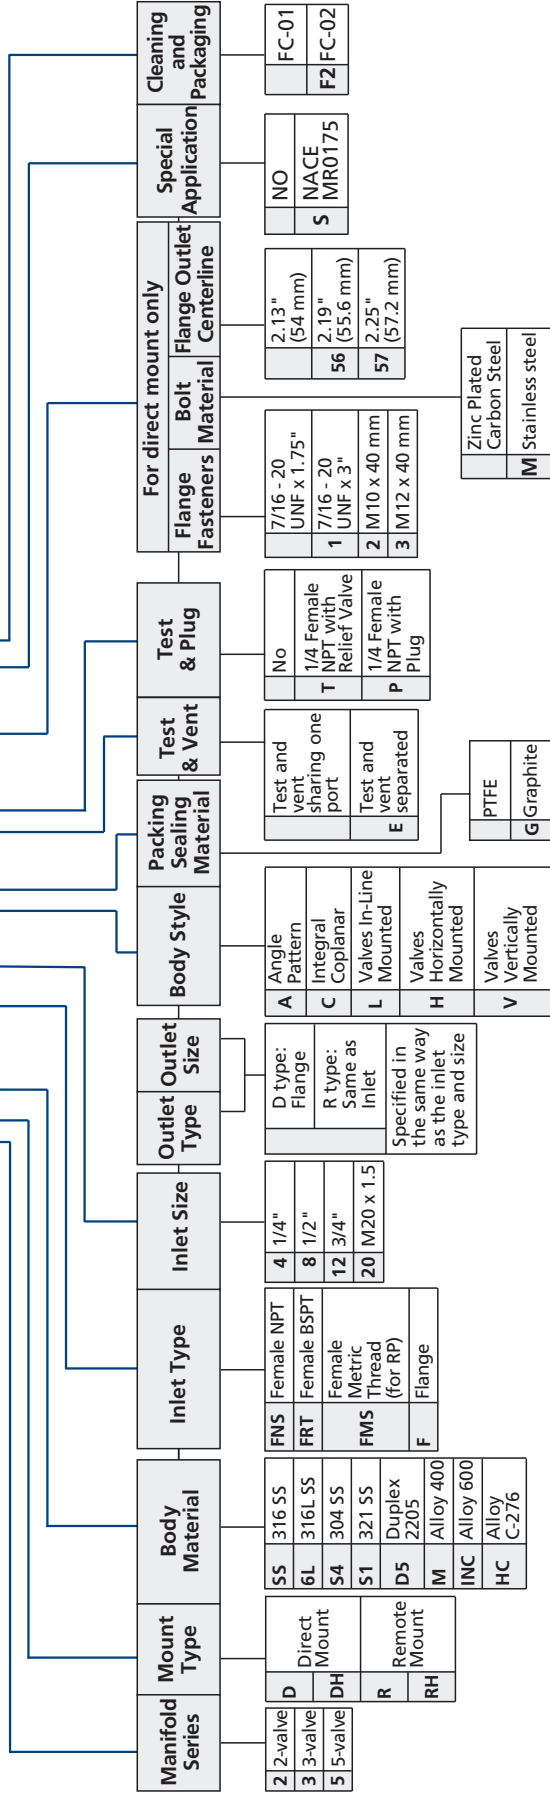 Manifold
Series
2 2-valve
3 3-valve
5 5-valve
Mount
Type
D
DH
Direct
Mount
R
RH
Remote
Mount
Body
Material
SS 316 SS
6L 316L SS
S4 304 SS
S1 321 SS
D5 Duplex
2205
M Alloy 400
INC Alloy 600
HC Alloy
C-276
Inlet Type
FNS Female NPT
FRT Female BSPT
FMS Female
Metric
Thread
(for RP)
F Flange
Inlet Size
4 1/4"
8 1/2"
12 3/4"
20 M20 x 1.5
Outlet
Type
Outlet
Size
D type:
Flange
R type:
Same as
Inlet
Specified in
the same way
as the inlet
type and size
Body Style
A Angle
Pattern
C Integral
Coplanar
L Valves In-Line
Mounted
H Valves
Horizontally
Mounted
V Valves
Vertically
Mounted
Packing
Sealing
Material
PTFE
G Graphite
Test
& Vent
Test and
vent
sharing one
port
E Test and
vent
separated
Test
& Plug
No
T 1/4 Female
NPT with
Relief Valve
P 1/4 Female
NPT with
Plug
For direct mount only
Flange
Fasteners
7/16 - 20
UNF x 1.75"
1 7/16 - 20
UNF x 3"
2 M10 x 40 mm
3 M12 x 40 mm
Bolt
Material
Zinc Plated
Carbon Steel
M Stainless steel
Flange Outlet
Centerline
2.13"
(54 mm)
56 2.19"
(55.6 mm)
57 2.25"
(57.2 mm)
Special
Application
NO
S NACE
MR0175
Cleaning
and
Packaging
FC-01
F2 FC-02